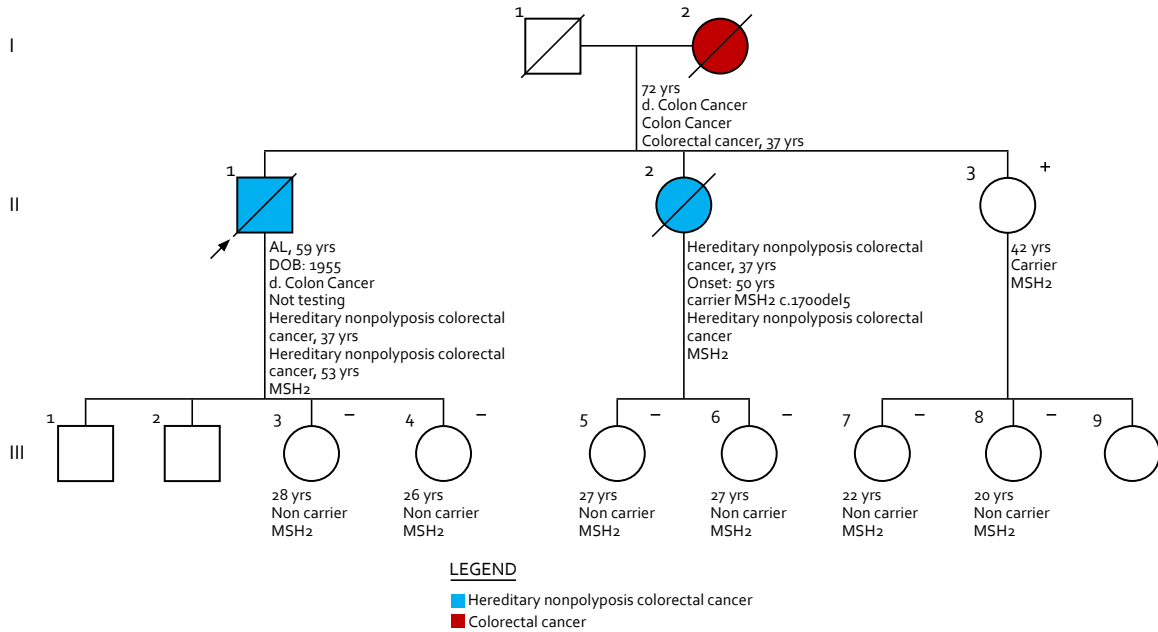 I
1
2
72 yrs
d. Colon Cancer
Colon Cancer
Colorectal cancer, 37 yrs
II
1
2
3
+
AL, 59 yrs
DOB: 1955
d. Colon Cancer
Not testing
Hereditary nonpolyposis colorectal
cancer, 37 yrs
Hereditary nonpolyposis colorectal
cancer, 53 yrs
MSH2
Hereditary nonpolyposis colorectal
cancer, 37 yrs
Onset: 50 yrs
carrier MSH2 c.1700del5
Hereditary nonpolyposis colorectal
cancer
MSH2
42 yrs
Carrier
MSH2
III
1
2
3
–
4
–
5
–
6
–
7
–
8
–
9
28 yrs
Non carrier
MSH2
26 yrs
Non carrier
MSH2
27 yrs
Non carrier
MSH2
27 yrs
Non carrier
MSH2
22 yrs
Non carrier
MSH2
20 yrs
Non carrier
MSH2
LEGEND
Hereditary nonpolyposis colorectal cancer
Colorectal cancer